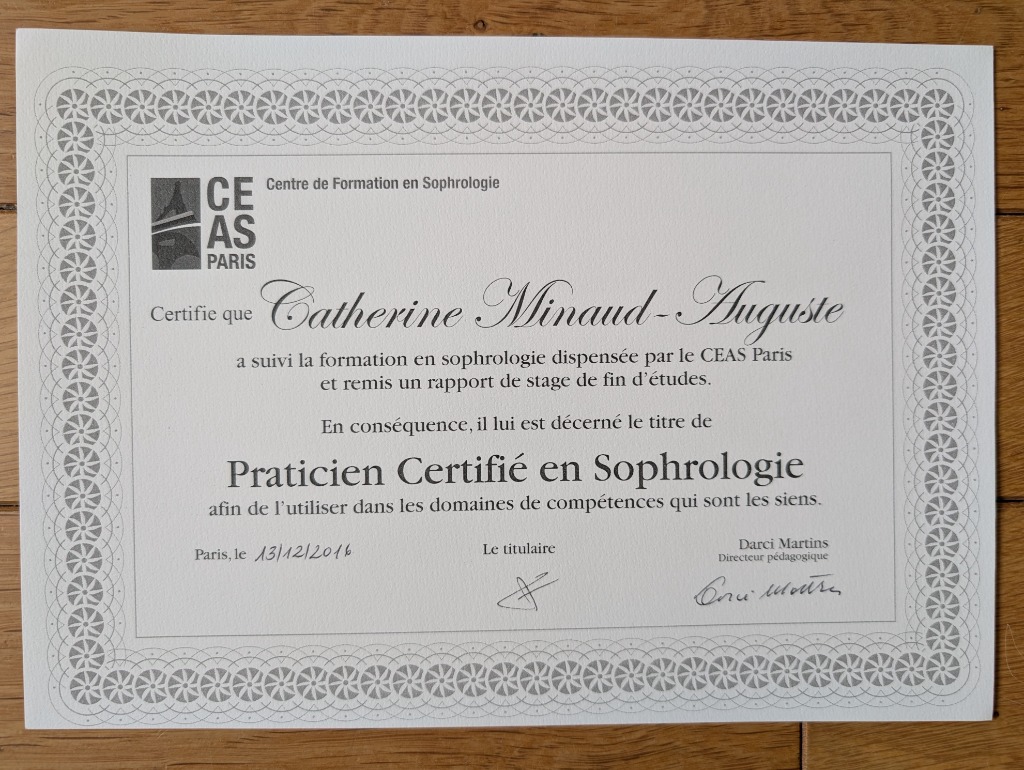 CE
AS
PARIS
Centre de Formation en Sophrologie
Certifie que Catherine Minaud-Auguste
a suivi la formation en sophrologie dispensée par le CEAS Paris
et remis un rapport de stage de fin d'études.
En conséquence, il lui est décerné le titre de
Praticien Certifié en Sophrologie
afin de l'utiliser dans les domaines de compétences qui sont les siens.
Paris, le 13/12/2016
Le titulaire
Darci Martins
Directeur pédagogique
Darci Martins